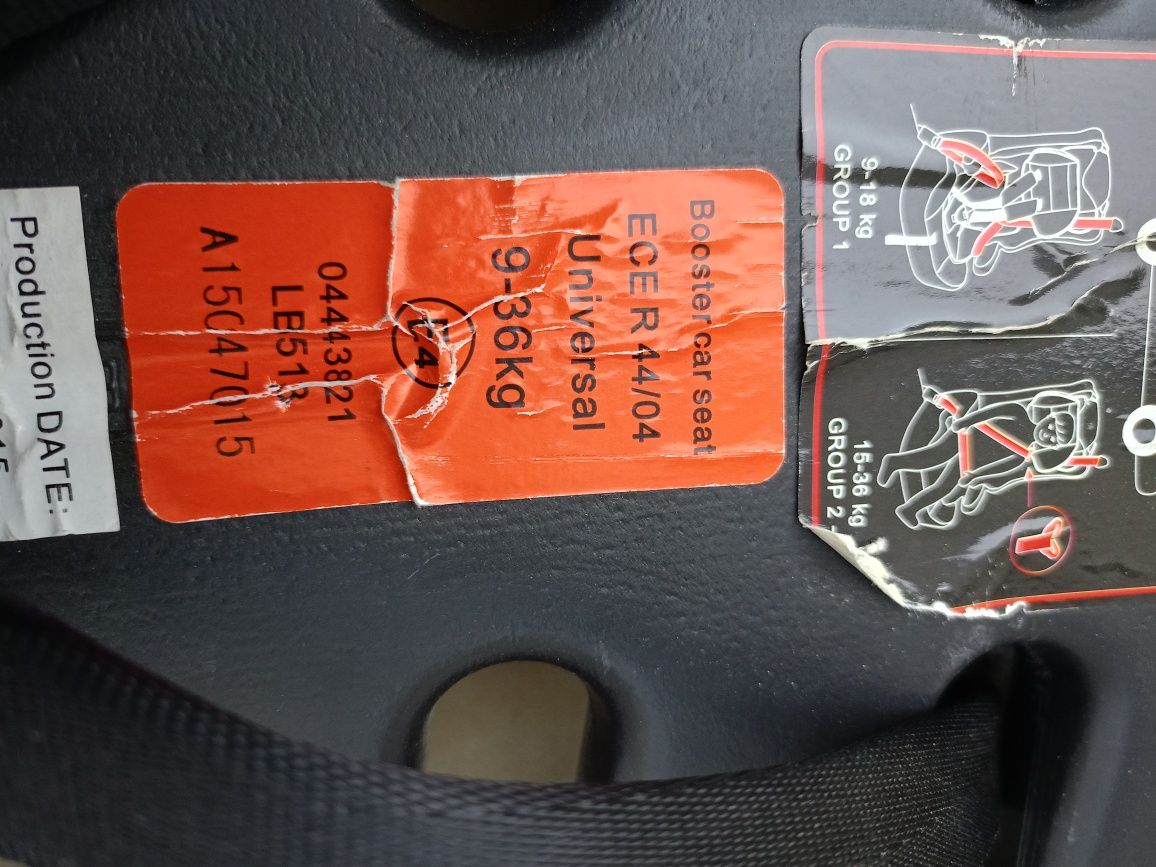 Booster car seat
ECE R 44/04
Universal
9-36kg
E4
04443821
LB513
A15047015
Production DATE:
9-18 kg
GROUP 1
15-36 kg
GROUP 2 -